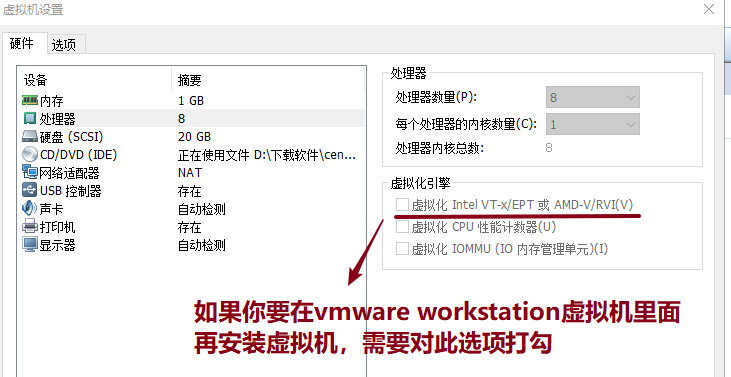 虚拟机设置
硬件 选项
设备 摘要
内存 1 GB
处理器 8
硬盘 (SCSI) 20 GB
CD/DVD (IDE) 正在使用文件 D:\下载软件\cen...
网络适配器 NAT
USB 控制器 存在
声卡 自动检测
打印机 存在
显示器 自动检测
处理器
处理器数量(P): 8
每个处理器的内核数量(C): 1
处理器内核总数: 8
虚拟化引擎
虚拟化 Intel VT-x/EPT 或 AMD-V/RVI(V)
虚拟化 CPU 性能计数器(U)
虚拟化 IOMMU (IO 内存管理单元)(I)
如果你要在vmware workstation虚拟机里面
再安装虚拟机，需要对此选项打勾